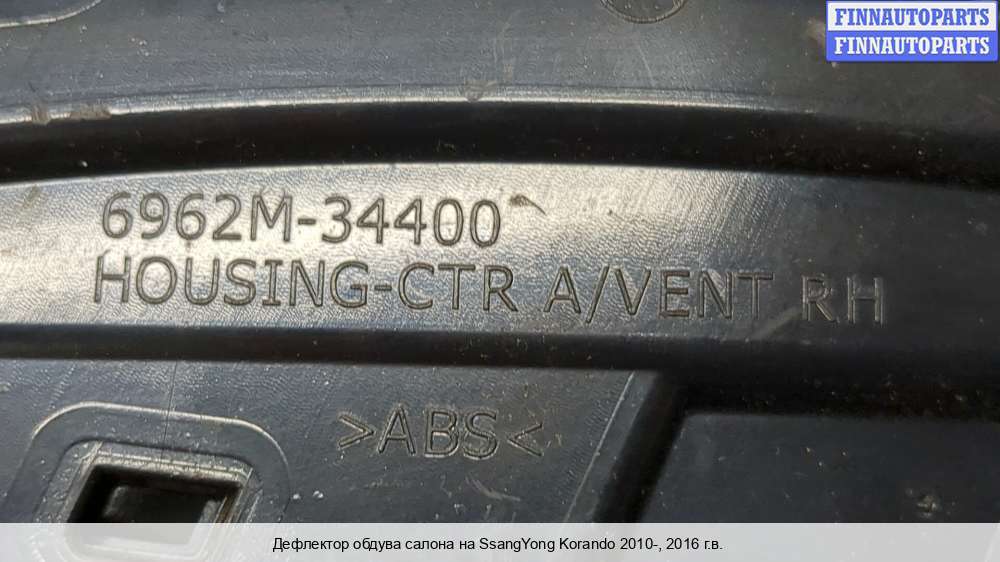 FINNAUTOPARTS
FINNAUTOPARTS
6962M-34400
HOUSING-CTR A/VENT RH
>ABS<
Дефлектор обдува салона на SsangYong Korando 2010-, 2016 г.в.